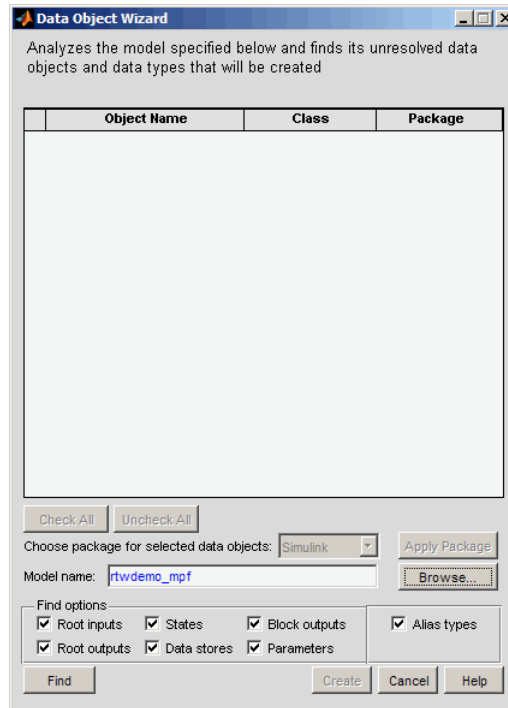 Data Object Wizard
Analyzes the model specified below and finds its unresolved data
objects and data types that will be created
Object Name Class Package
Check All Uncheck All
Choose package for selected data objects: Simulink Apply Package
Model name: rtwdemo_mpf Browse...
Find options
Root inputs States Block outputs Alias types
Root outputs Data stores Parameters
Find Create Cancel Help